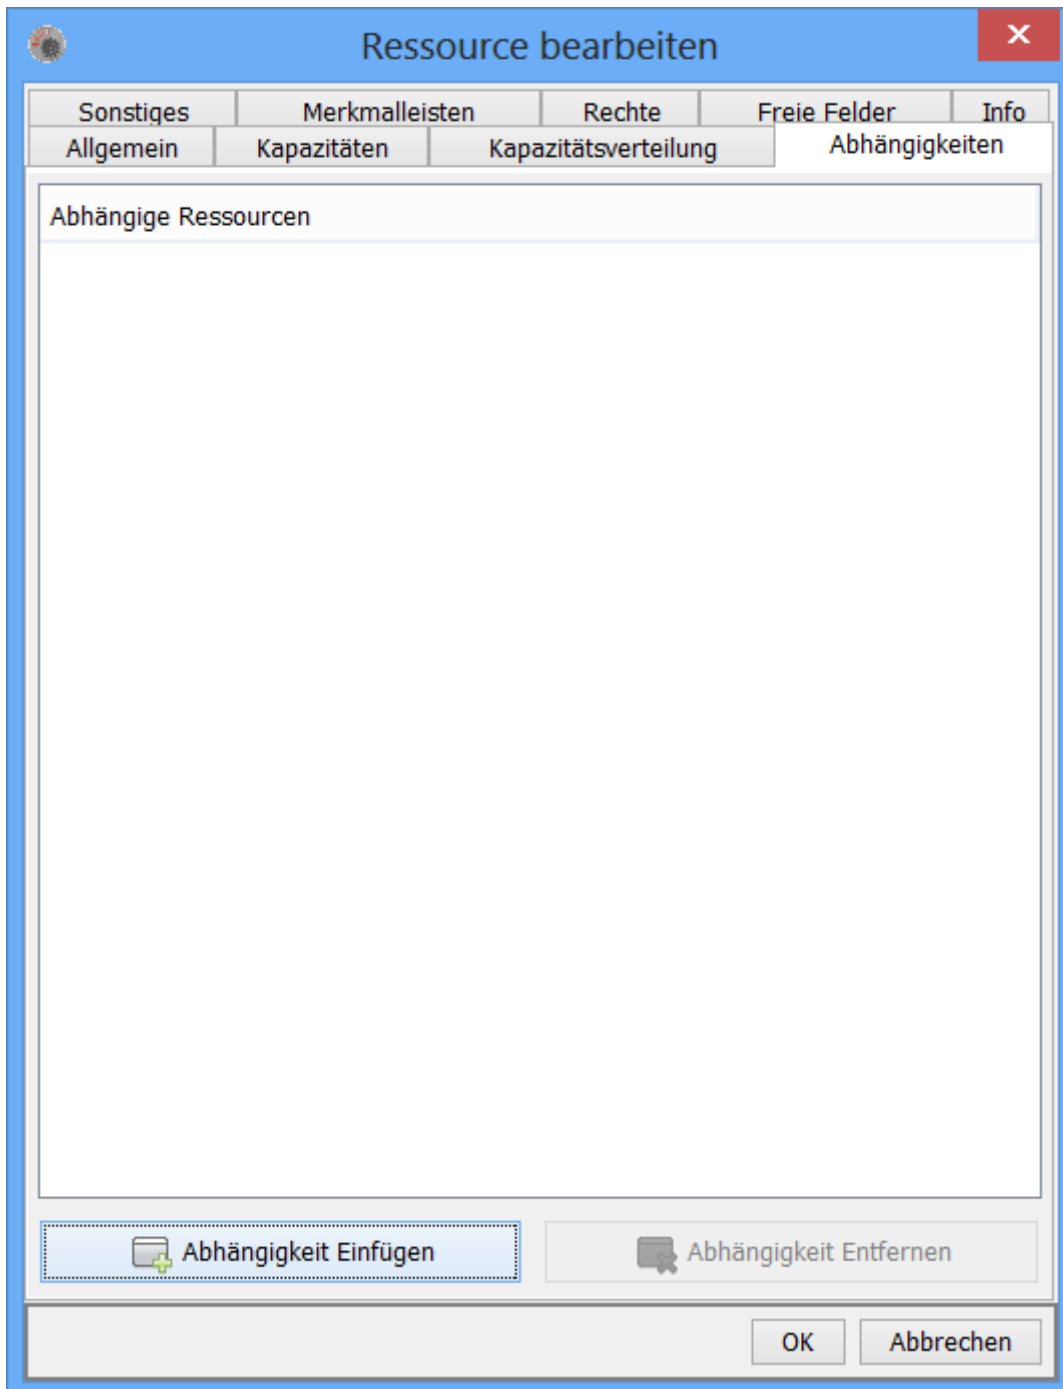 Ressource bearbeiten
Sonstiges Merkmalleisten Rechte Freie Felder Info
Allgemein Kapazitäten Kapazitätsverteilung Abhängigkeiten
Abhängige Ressourcen
Abhängigkeit Einfügen Abhängigkeit Entfernen
OK Abbrechen